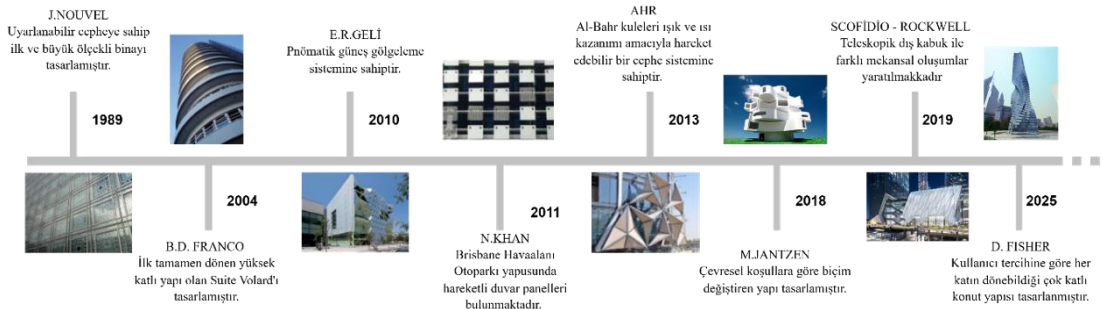 J.NOUVEL
Uyarlanabilir cepheye sahip
ilk ve büyük ölçekli binayı
tasarlamıştır.
1989
B.D. FRANCO
İlk tamamen dönen yüksek
katlı yapı olan Suite Volard'ı
tasarlamıştır.
2004
E.R.GELİ
Pnömatik güneş gölgeleme
sistemine sahiptir.
2010
N.KHAN
Brisbane Havaalanı
Otoparkı yapusunda
hareketli duvar panelleri
bulunmaktadır.
2011
AHR
Al-Bahr kuleleri ışık ve ısı
kazanımı amacıyla hareket
edebilir bir cephe sistemine
sahiptir.
2013
M.JANTZEN
Çevresel koşullara göre biçim
değiştiren yapı tasarlamıştır.
2018
SCOFİDİO - ROCKWELL
Teleskopik dış kabuk ile
farklı mekansal oluşumlar
yaratılmakkadır
2019
D. FISHER
Kullanıcı tercihine göre her
katın dönebildiği çok katlı
konut yapısı tasarlanmıştır.
2025